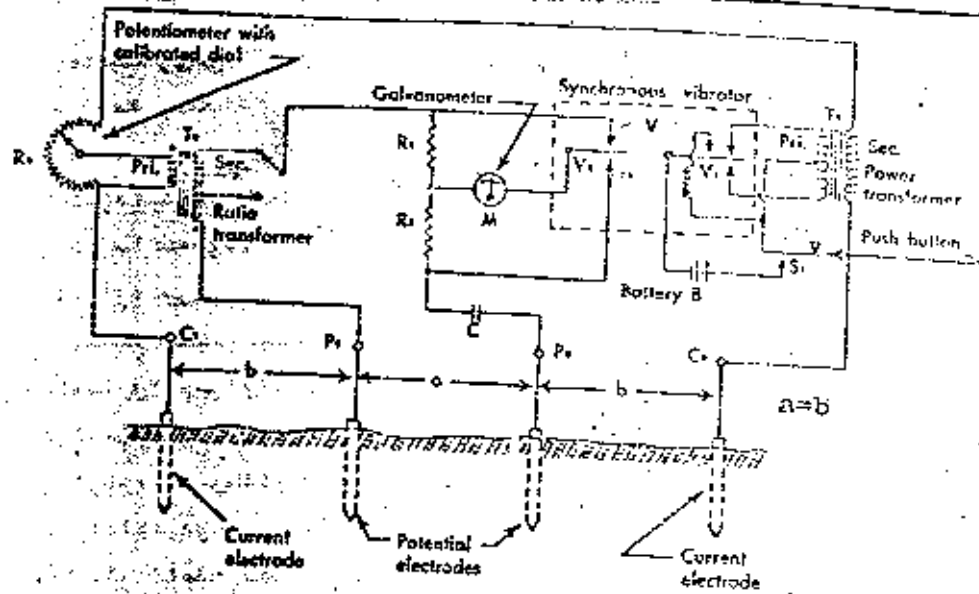 Potentiometer with
calibrated dial
Galvanometer
Synchronous vibrator
Pri.
Sec.
Ratio
transformer
M
V
Pri.
Sec.
Power
transformer
Push button
Battery B
C
b
b
a=b
Current
electrode
Potential
electrodes
Current
electrode